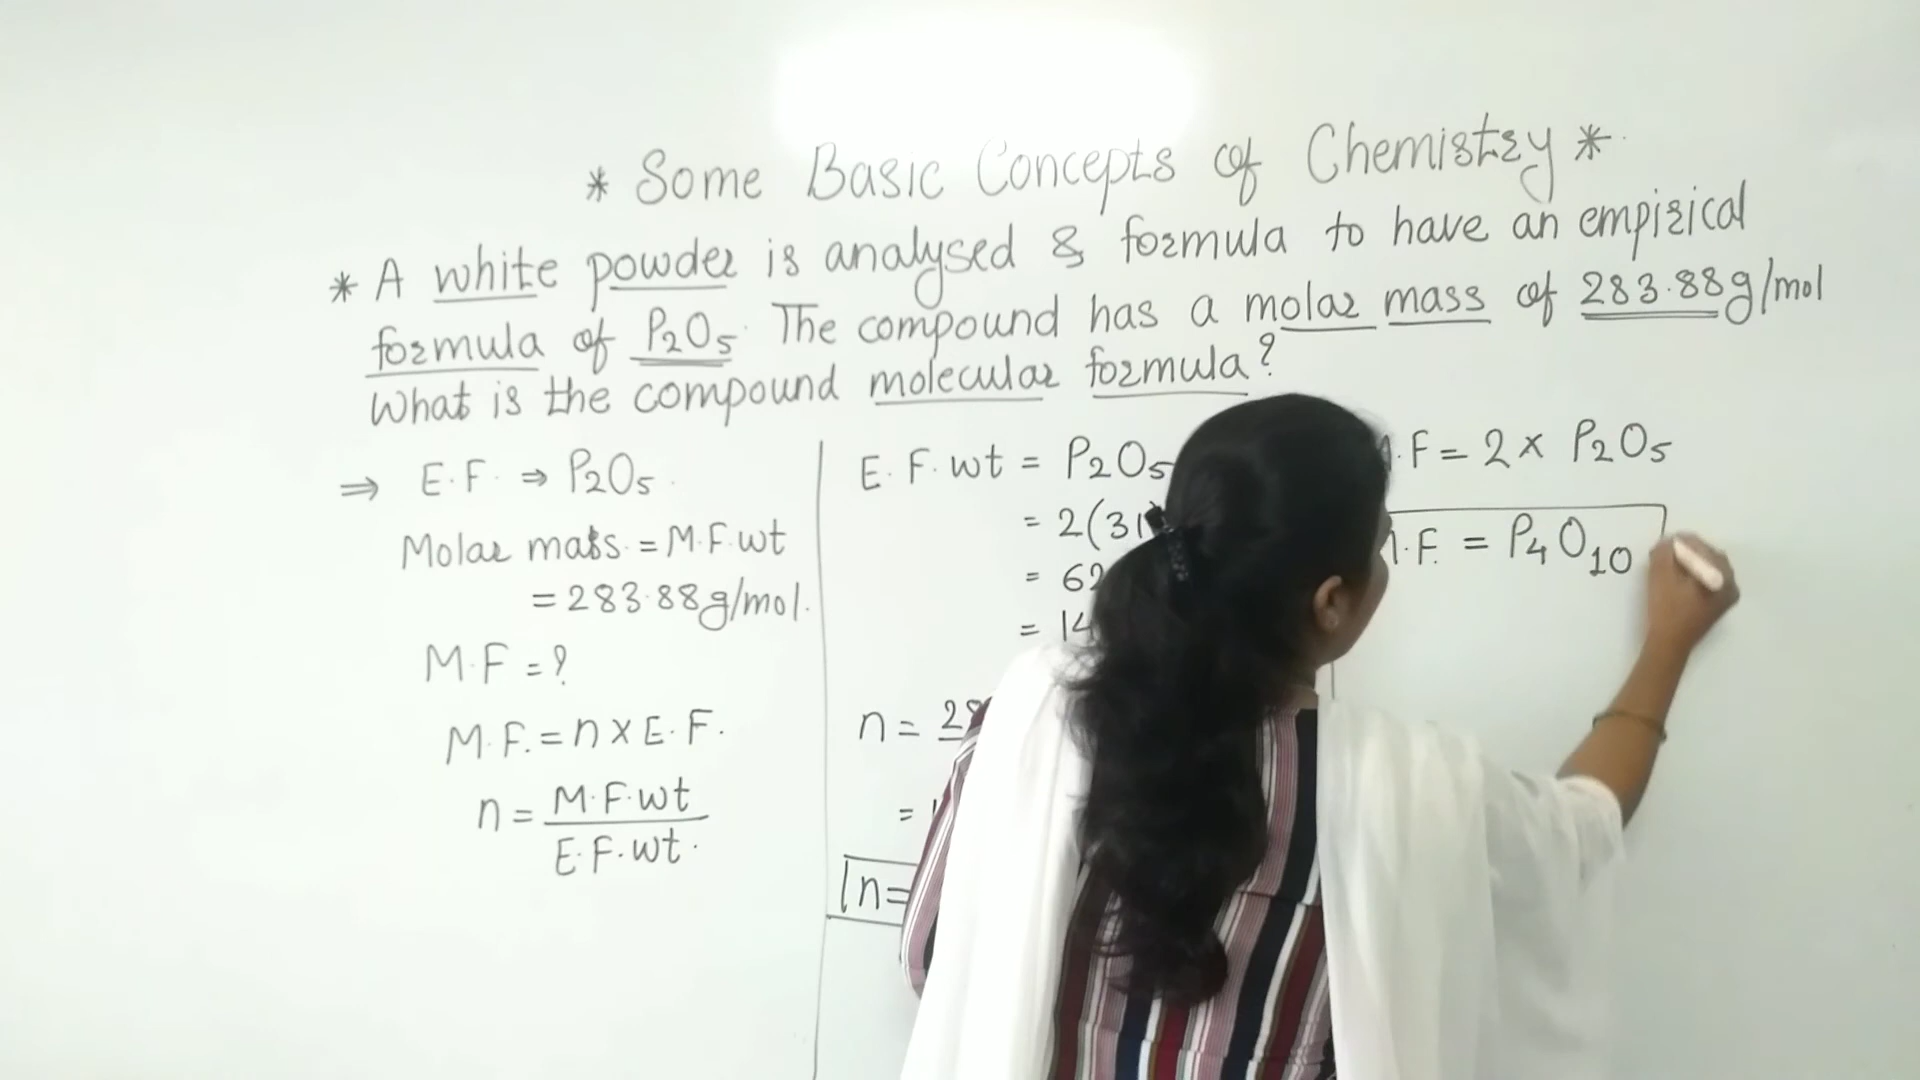 * Some Basic Concepts of Chemistry *
* A white powder is analysed & formula to have an empirical
formula of P₂O₅. The compound has a molar mass of 283.88g/mol
What is the compound molecular formula?
⇒ E.F. ⇒ P₂O₅.
Molar mass. = M.F.wt
= 283.88g/mol.
M.F = ?
M.F. = n x E.F.
n = M.F.wt
E.F.wt.
E.F.wt = P₂O₅
= 2(31)
= 62
= 14
n = 28
=
n=
.F = 2 x P₂O₅
.F. = P₄O₁₀